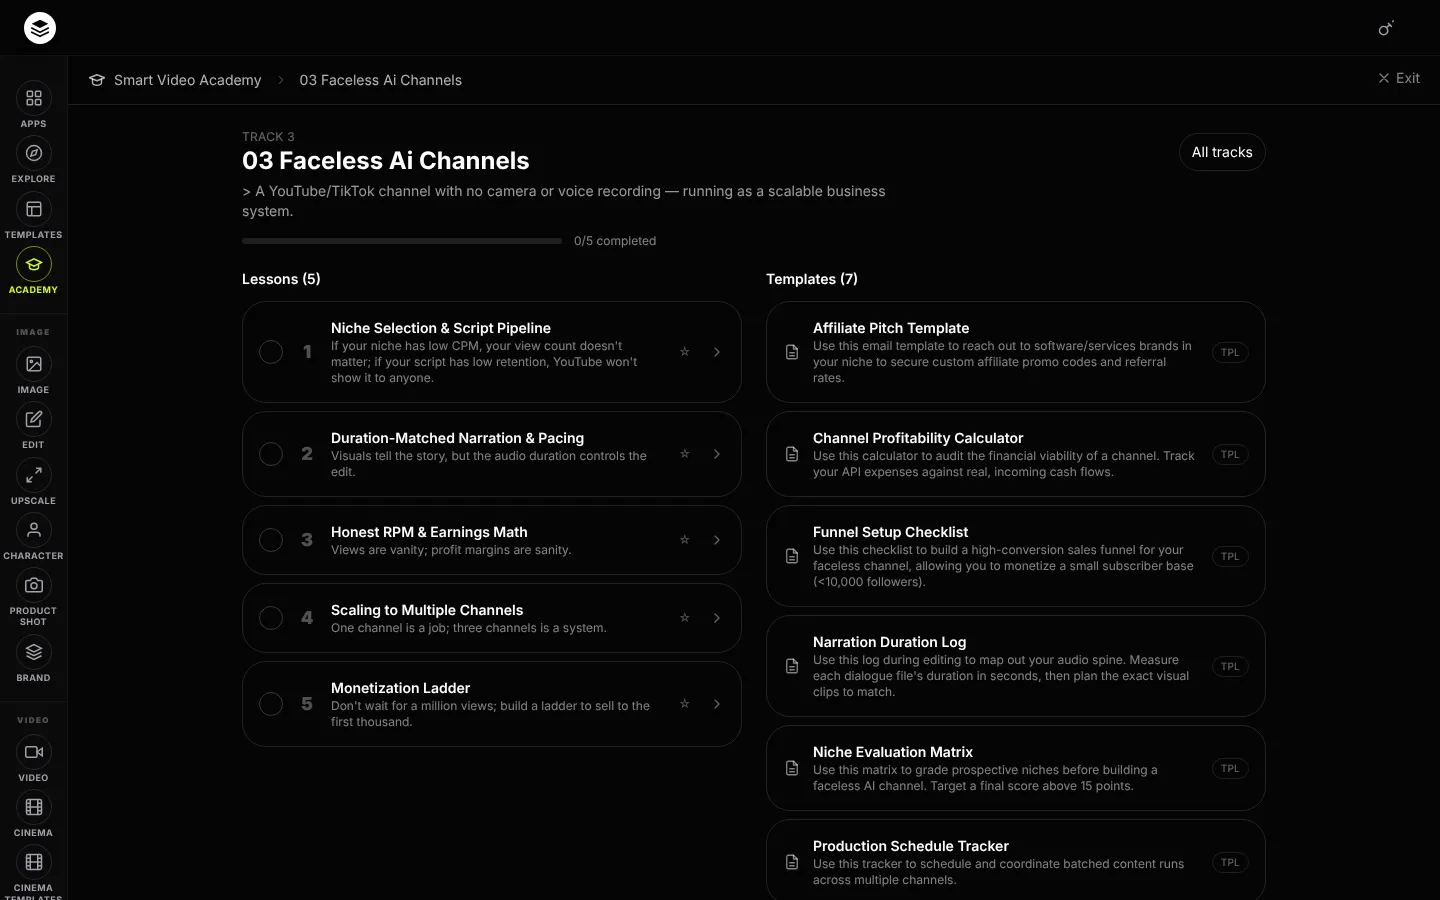 Smart Video Academy
03 Faceless Ai Channels
Exit
APPS
EXPLORE
TEMPLATES
ACADEMY
IMAGE
IMAGE
EDIT
UPSCALE
CHARACTER
PRODUCT
SHOT
BRAND
VIDEO
VIDEO
CINEMA
CINEMA
TEMPLATES
TRACK 3
03 Faceless Ai Channels
> A YouTube/TikTok channel with no camera or voice recording — running as a scalable business
system.
0/5 completed
All tracks
Lessons (5)
1
Niche Selection & Script Pipeline
If your niche has low CPM, your view count doesn't
matter; if your script has low retention, YouTube won't
show it to anyone.
2
Duration-Matched Narration & Pacing
Visuals tell the story, but the audio duration controls the
edit.
3
Honest RPM & Earnings Math
Views are vanity; profit margins are sanity.
4
Scaling to Multiple Channels
One channel is a job; three channels is a system.
5
Monetization Ladder
Don't wait for a million views; build a ladder to sell to the
first thousand.
Templates (7)
Affiliate Pitch Template
Use this email template to reach out to software/services brands in
your niche to secure custom affiliate promo codes and referral
rates.
TPL
Channel Profitability Calculator
Use this calculator to audit the financial viability of a channel. Track
your API expenses against real, incoming cash flows.
TPL
Funnel Setup Checklist
Use this checklist to build a high-conversion sales funnel for your
faceless channel, allowing you to monetize a small subscriber base
(<10,000 followers).
TPL
Narration Duration Log
Use this log during editing to map out your audio spine. Measure
each dialogue file's duration in seconds, then plan the exact visual
clips to match.
TPL
Niche Evaluation Matrix
Use this matrix to grade prospective niches before building a
faceless AI channel. Target a final score above 15 points.
TPL
Production Schedule Tracker
Use this tracker to schedule and coordinate batched content runs
across multiple channels.
TPL